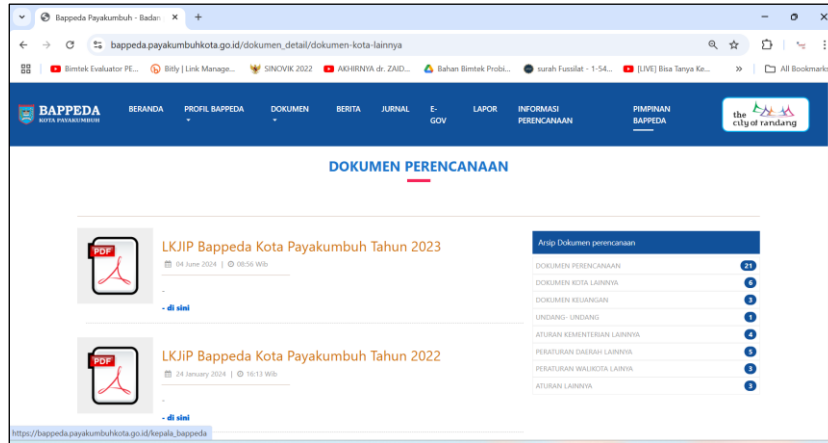 Bappeda Payakumbuh - Badan
bappeda.payakumbuhkota.go.id/dokumen_detail/dokumen-kota-lainnya
Bimtek Evaluator PE...
Bitly | Link Manage...
SINOVIK 2022
AKHIRNYA dr. ZAID...
Bahan Bimtek Probi...
surah Fussilat - 1-54...
[LIVE] Bisa Tanya Ke...
All Bookmarks
BAPPEDA
KOTA PAYAKUMBUH
BERANDA
PROFIL BAPPEDA
DOKUMEN
BERITA
JURNAL
E-
GOV
LAPOR
INFORMASI
PERENCANAAN
PIMPINAN
BAPPEDA
the
city of randang
DOKUMEN PERENCANAAN
PDF
LKJIP Bappeda Kota Payakumbuh Tahun 2023
04 June 2024 | 08:56 Wib
-
- di sini
PDF
LKJiP Bappeda Kota Payakumbuh Tahun 2022
24 January 2024 | 16:13 Wib
-
- di sini
Arsip Dokumen perencanaan
DOKUMEN PERENCANAAN 21
DOKUMEN KOTA LAINNYA 6
DOKUMEN KEUANGAN 3
UNDANG- UNDANG 1
ATURAN KEMENTERIAN LAINNYA 4
PERATURAN DAERAH LAINNYA 5
PERATURAN WALIKOTA LAINYA 3
ATURAN LAINNYA 3
https://bappeda.payakumbuhkota.go.id/kepala_bappeda